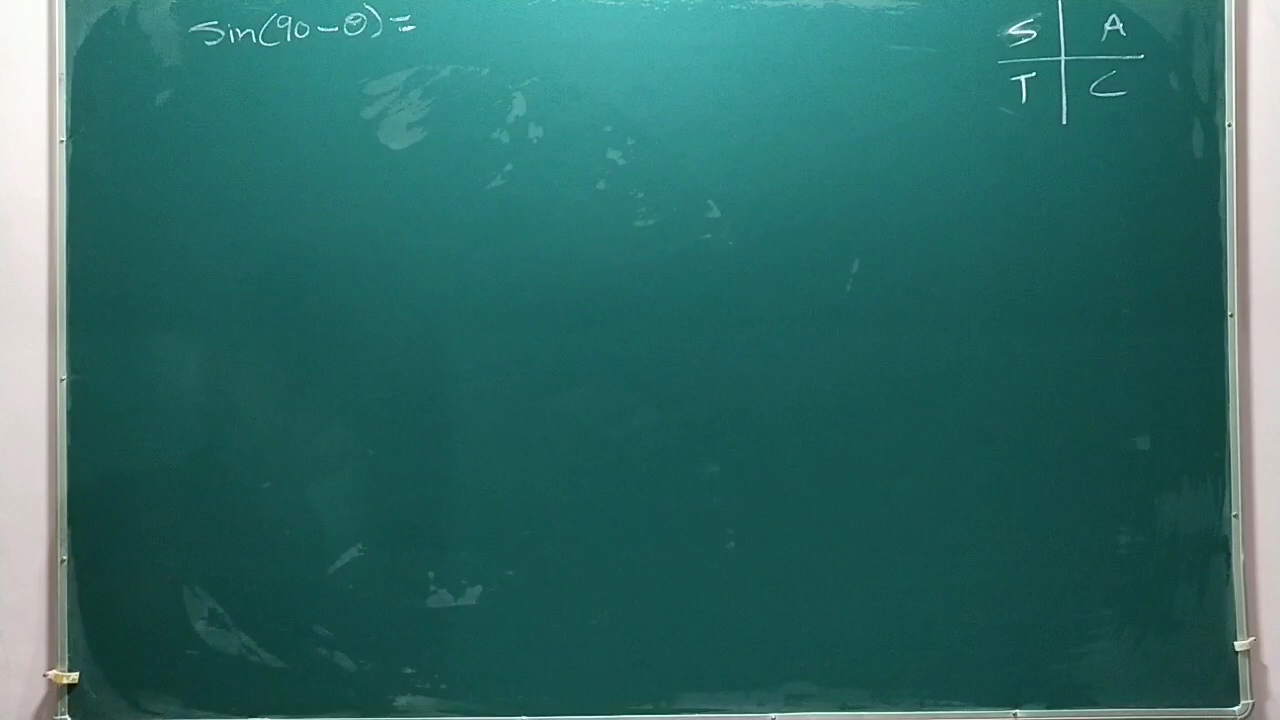 sin(90-θ)=
S A
T C